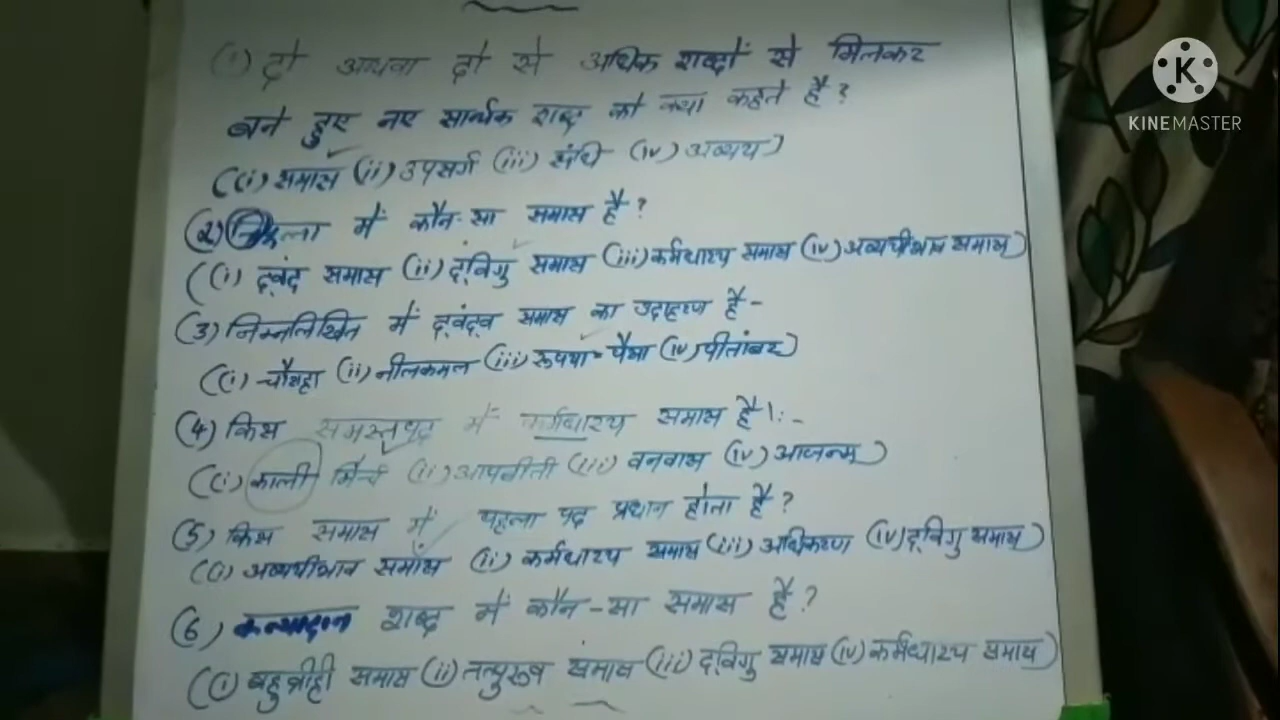 (1) दो अथवा दो से अधिक शब्दों से मिलकर
बने हुए नए सार्थक शब्द को क्या कहते है?
((i) समास (ii) उपसर्ग (iii) संधि (iv) अव्यय)
(2) में कौन-सा समास है?
((i) द्वंद समास (ii) द्विगु समास (iii) कर्मधारय समास (iv) अव्ययीभाव समास)
(3) निम्नलिखित में द्वंद्व समास का उदाहरण है-
((i) चौराहा (ii) नीलकमल (iii) रूपया-पैसा (iv) पीतांबर)
(4) किस समस्तपद में कर्मधारय समास है।:-
((i) काली मिर्च (ii) आपबीती (iii) वनवास (iv) आजन्म)
(5) किस समास में पहला पद प्रधान होता है?
(i) अव्ययीभाव समास (ii) कर्मधारय समास (iii) अधिकरण (iv) द्विगु समास)
(6) कन्यादान शब्द में कौन-सा समास है?
((i) बहुव्रीही समास (ii) तत्पुरुष समास (iii) द्विगु समास (iv) कर्मधारय समास)
K
KINEMASTER